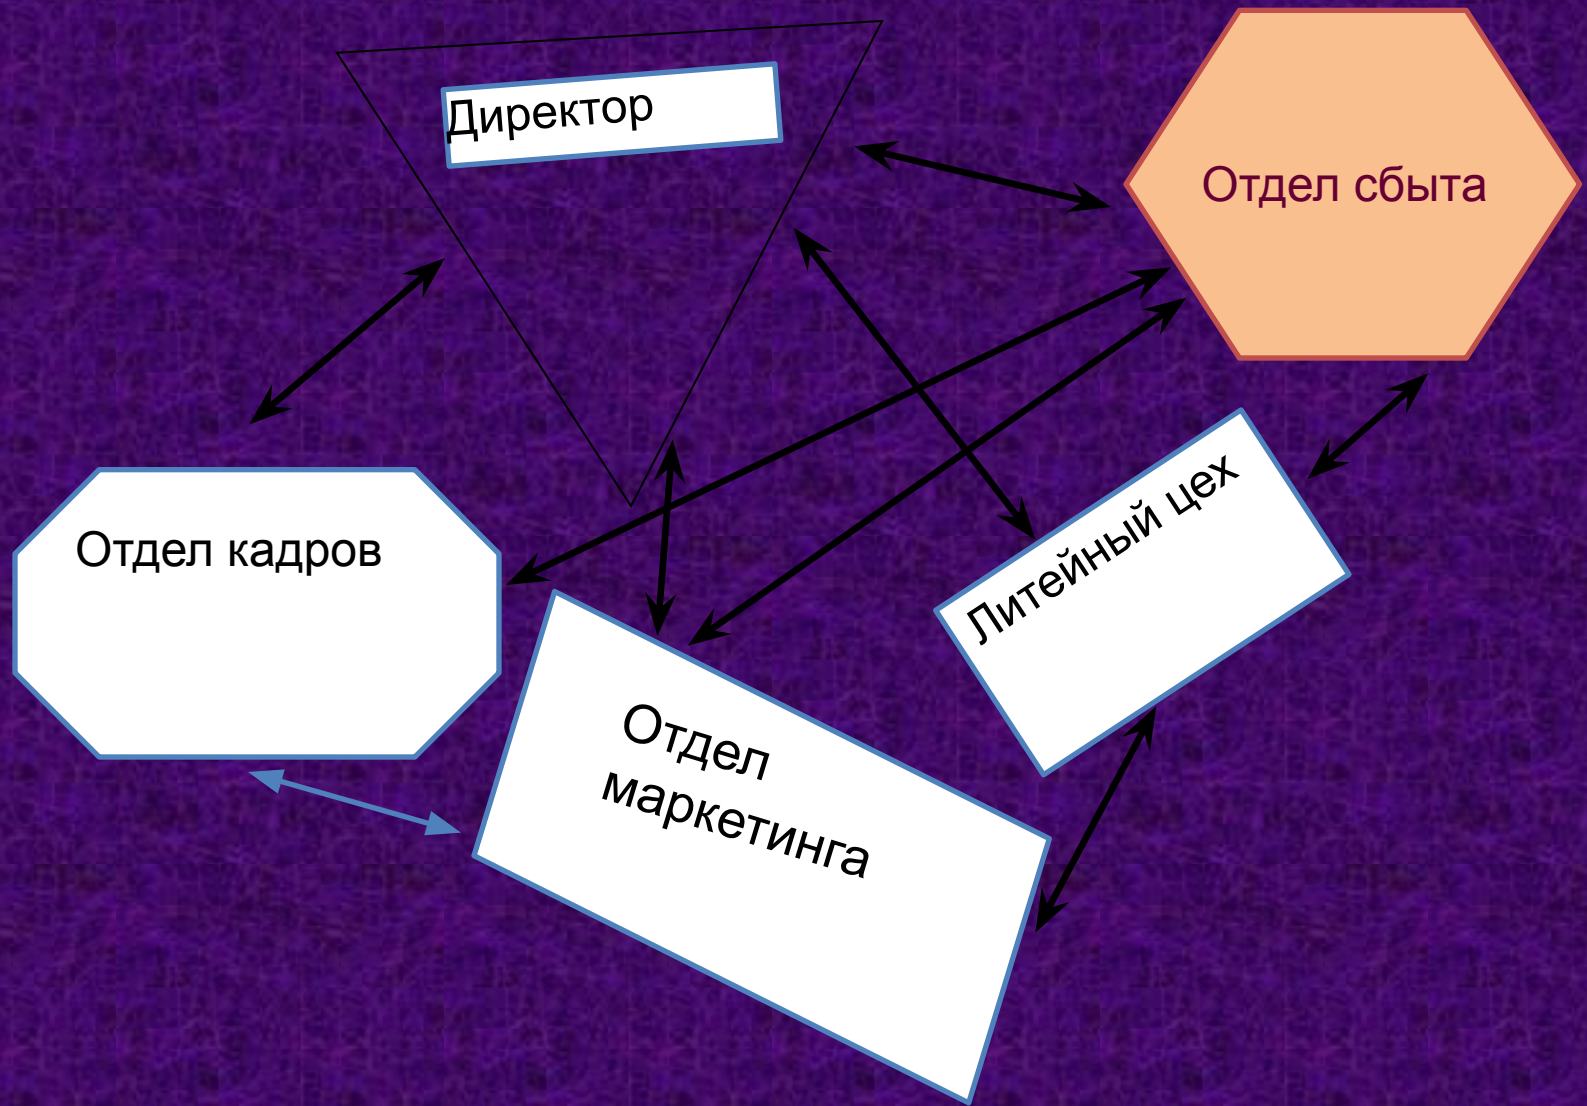 Директор
Отдел сбыта
Отдел кадров
Литейный цех
Отдел
маркетинга